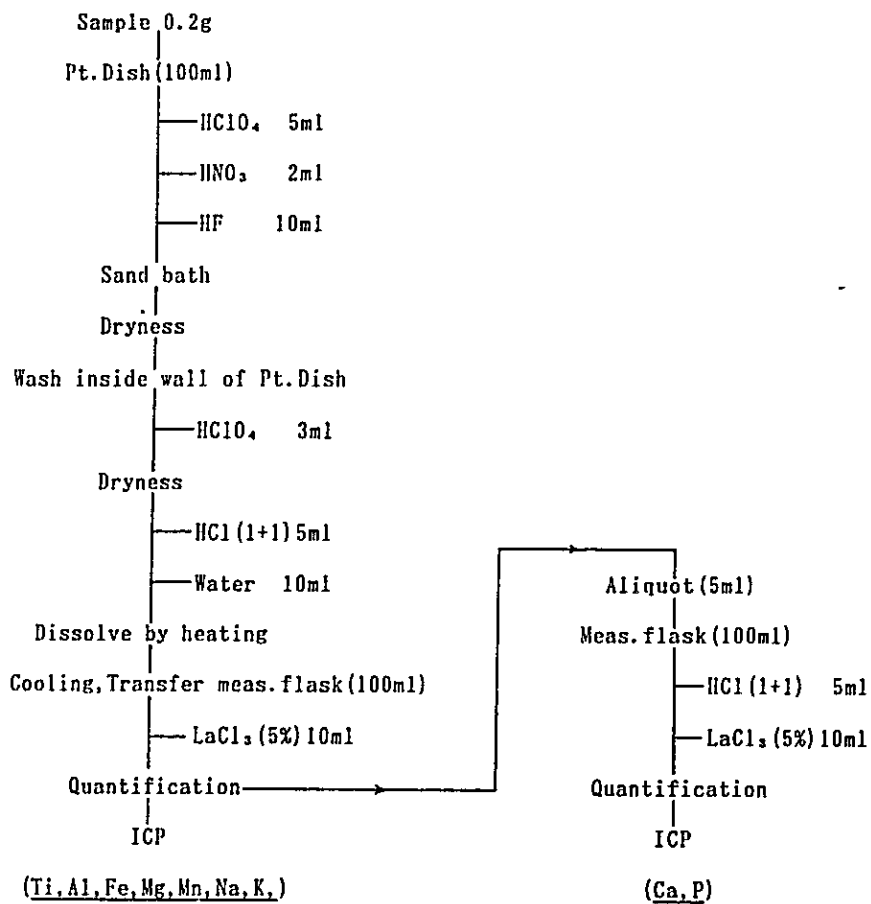 Sample 0.2g
Pt.Dish(100ml)
HClO₄ 5ml
HNO₃ 2ml
HF 10ml
Sand bath
Dryness
Wash inside wall of Pt.Dish
HClO₄ 3ml
Dryness
HCl(1+1)5ml
Water 10ml
Dissolve by heating
Cooling,Transfer meas.flask(100ml)
LaCl₃(5%)10ml
Quantification
ICP
(Ti,Al,Fe,Mg,Mn,Na,K,)
Aliquot(5ml)
Meas.flask(100ml)
HCl(1+1) 5ml
LaCl₃(5%)10ml
Quantification
ICP
(Ca,P)